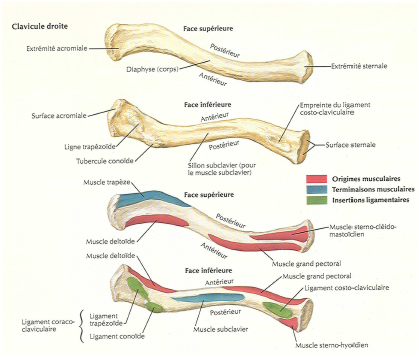 Clavicule droite
Face supérieure
Extrémité acromiale
Postérieur
Diaphyse (corps)
Antérieur
Extrémité sternale
Face inférieure
Surface acromiale
Antérieur
Empreinte du ligament
costo-claviculaire
Ligne trapézoïde
Postérieur
Surface sternale
Tubercule conoïde
Sillon subclavier (pour
le muscle subclavier)
Origines musculaires
Terminaisons musculaires
Insertions ligamentaires
Muscle trapèze
Face supérieure
Postérieur
Muscle sterno-cléido-
mastoïdien
Muscle deltoïde
Antérieur
Muscle grand pectoral
Muscle deltoïde
Face inférieure
Muscle grand pectoral
Antérieur
Ligament costo-claviculaire
Ligament coraco-
claviculaire
Ligament
trapézoïde
Ligament conoïde
Postérieur
Muscle subclavier
Muscle sterno-hyoïdien